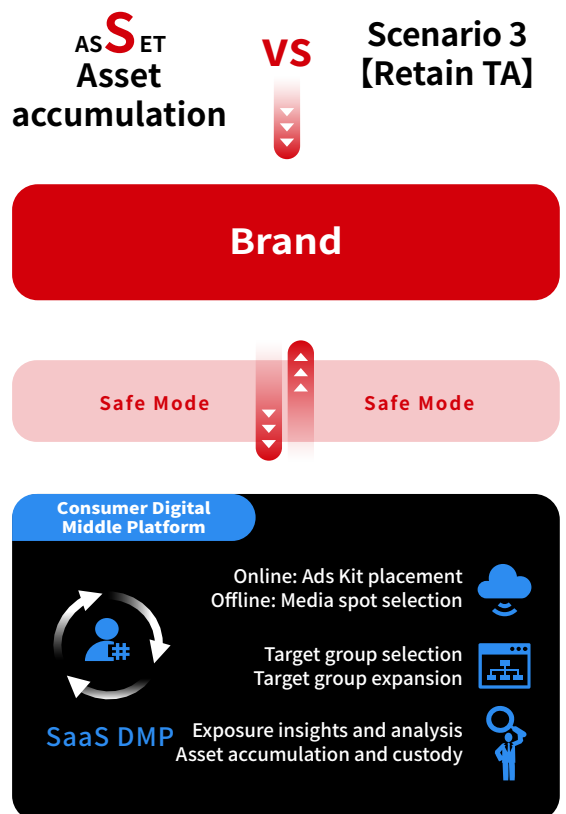 ASSET
Asset
accumulation
VS
Scenario 3
【Retain TA】
Brand
Safe Mode
Safe Mode
Consumer Digital
Middle Platform
Online: Ads Kit placement
Offline: Media spot selection
Target group selection
Target group expansion
#
SaaS DMP
Exposure insights and analysis
Asset accumulation and custody